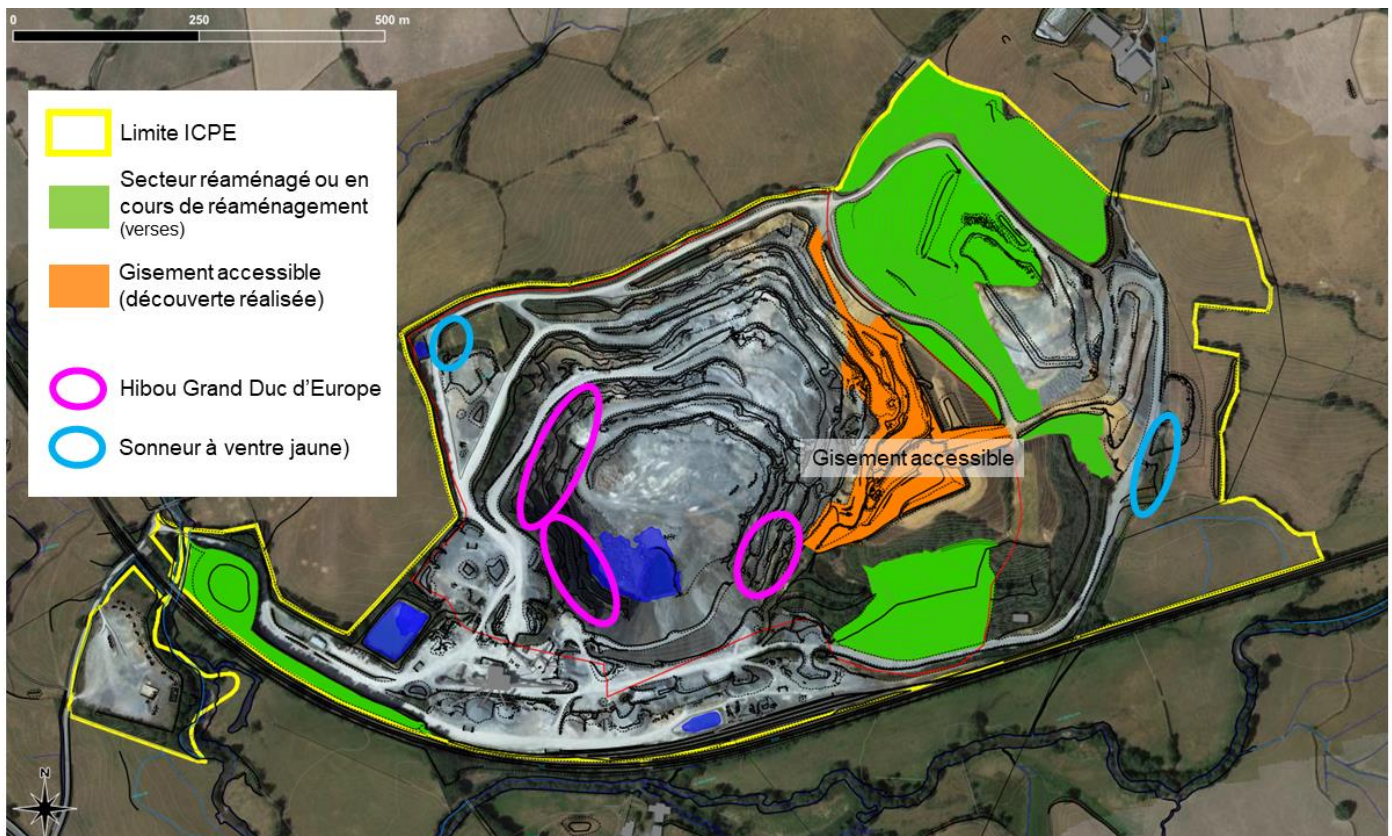 0 250 500 m
Limite ICPE
Secteur réaménagé ou en
cours de réaménagement
(verses)
Gisement accessible
(découverte réalisée)
Hibou Grand Duc d'Europe
Sonneur à ventre jaune)
Gisement accessible
N